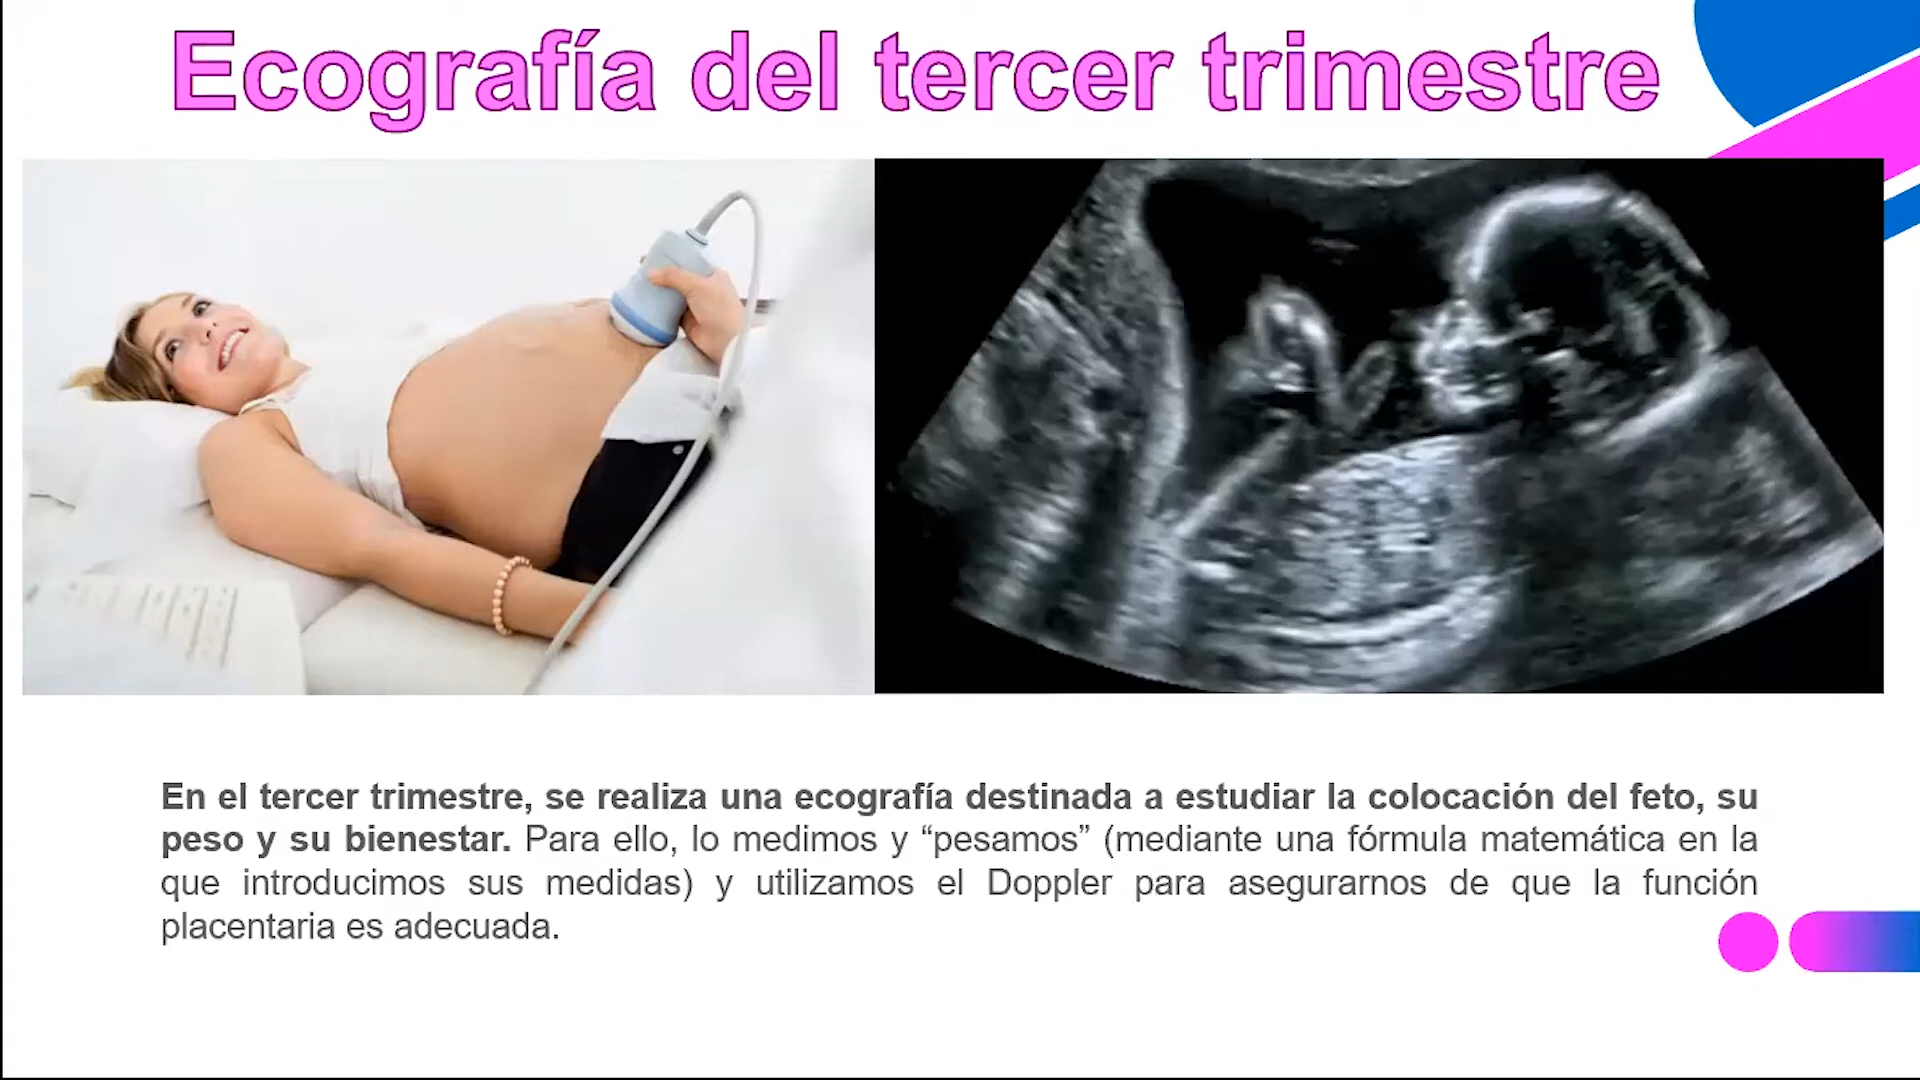 Ecografía del tercer trimestre
En el tercer trimestre, se realiza una ecografía destinada a estudiar la colocación del feto, su
peso y su bienestar. Para ello, lo medimos y “pesamos” (mediante una fórmula matemática en la
que introducimos sus medidas) y utilizamos el Doppler para asegurarnos de que la función
placentaria es adecuada.